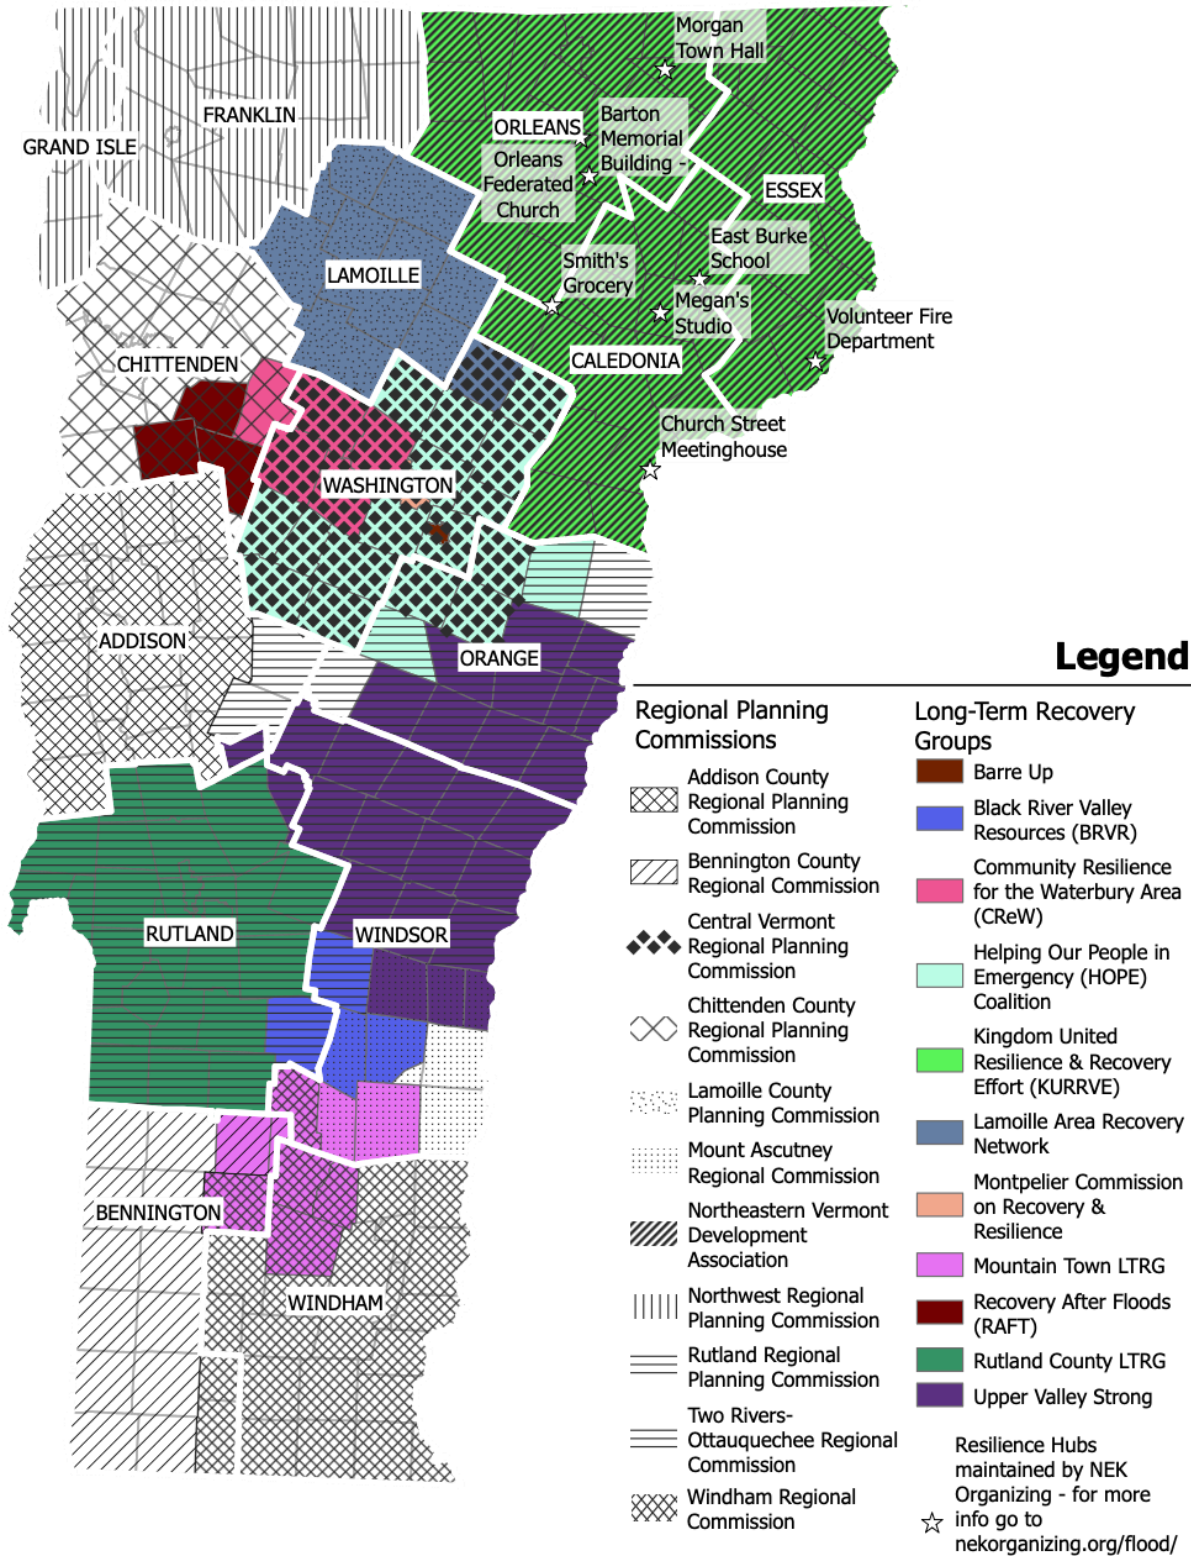 Morgan
Town Hall
FRANKLIN
GRAND ISLE
ORLEANS
Barton
Memorial
Building -
Orleans
Federated
Church
ESSEX
LAMOILLE
East Burke
School
Smith's
Grocery
Megan's
Studio
Volunteer Fire
Department
CHITTENDEN
CALEDONIA
Church Street
Meetinghouse
WASHINGTON
ADDISON
ORANGE
RUTLAND
WINDSOR
BENNINGTON
WINDHAM
Legend
Regional Planning
Commissions
Addison County
Regional Planning
Commission
Bennington County
Regional Commission
Central Vermont
Regional Planning
Commission
Chittenden County
Regional Planning
Commission
Lamoille County
Planning Commission
Mount Ascutney
Regional Commission
Northeastern Vermont
Development
Association
Northwest Regional
Planning Commission
Rutland Regional
Planning Commission
Two Rivers-
Ottauquechee Regional
Commission
Windham Regional
Commission
Long-Term Recovery
Groups
Barre Up
Black River Valley
Resources (BRVR)
Community Resilience
for the Waterbury Area
(CReW)
Helping Our People in
Emergency (HOPE)
Coalition
Kingdom United
Resilience & Recovery
Effort (KURRVE)
Lamoille Area Recovery
Network
Montpelier Commission
on Recovery &
Resilience
Mountain Town LTRG
Recovery After Floods
(RAFT)
Rutland County LTRG
Upper Valley Strong
Resilience Hubs
maintained by NEK
Organizing - for more
info go to
nekorganizing.org/flood/